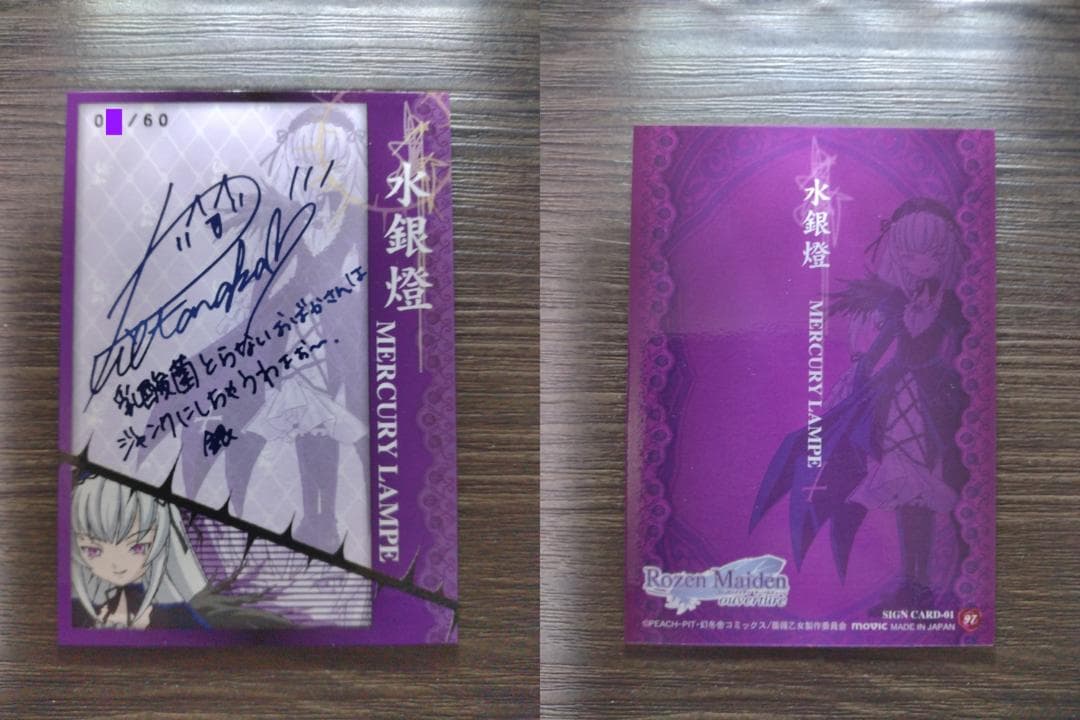 /60
水銀燈
MERCURY LAMPE
乳酸菌とらないおばかさんは
ジャンクにしちゃうわよぉ〜.
銀
水銀燈
MERCURY LAMPE
Rozen Maiden
ouvertüre
SIGN CARD-01
©PEACH-PIT・幻冬舎コミックス/薔薇乙女製作委員会 movic MADE IN JAPAN